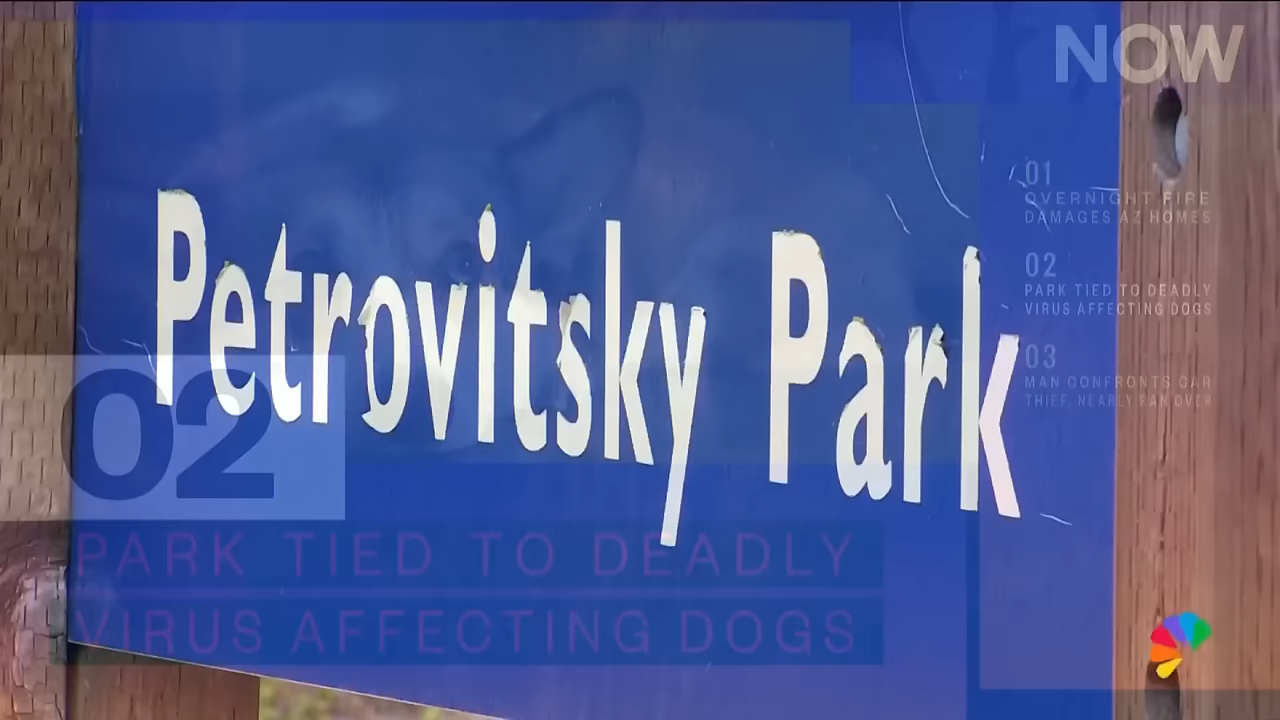 NOW
Petrovitsky Park
01
OVERNIGHT FIRE
DAMAGES AZ HOMES
02
PARK TIED TO DEADLY
VIRUS AFFECTING DOGS
03
MAN CONFRONTS CAR
THIEF, NEARLY RAN OVER
02
PARK TIED TO DEADLY
VIRUS AFFECTING DOGS